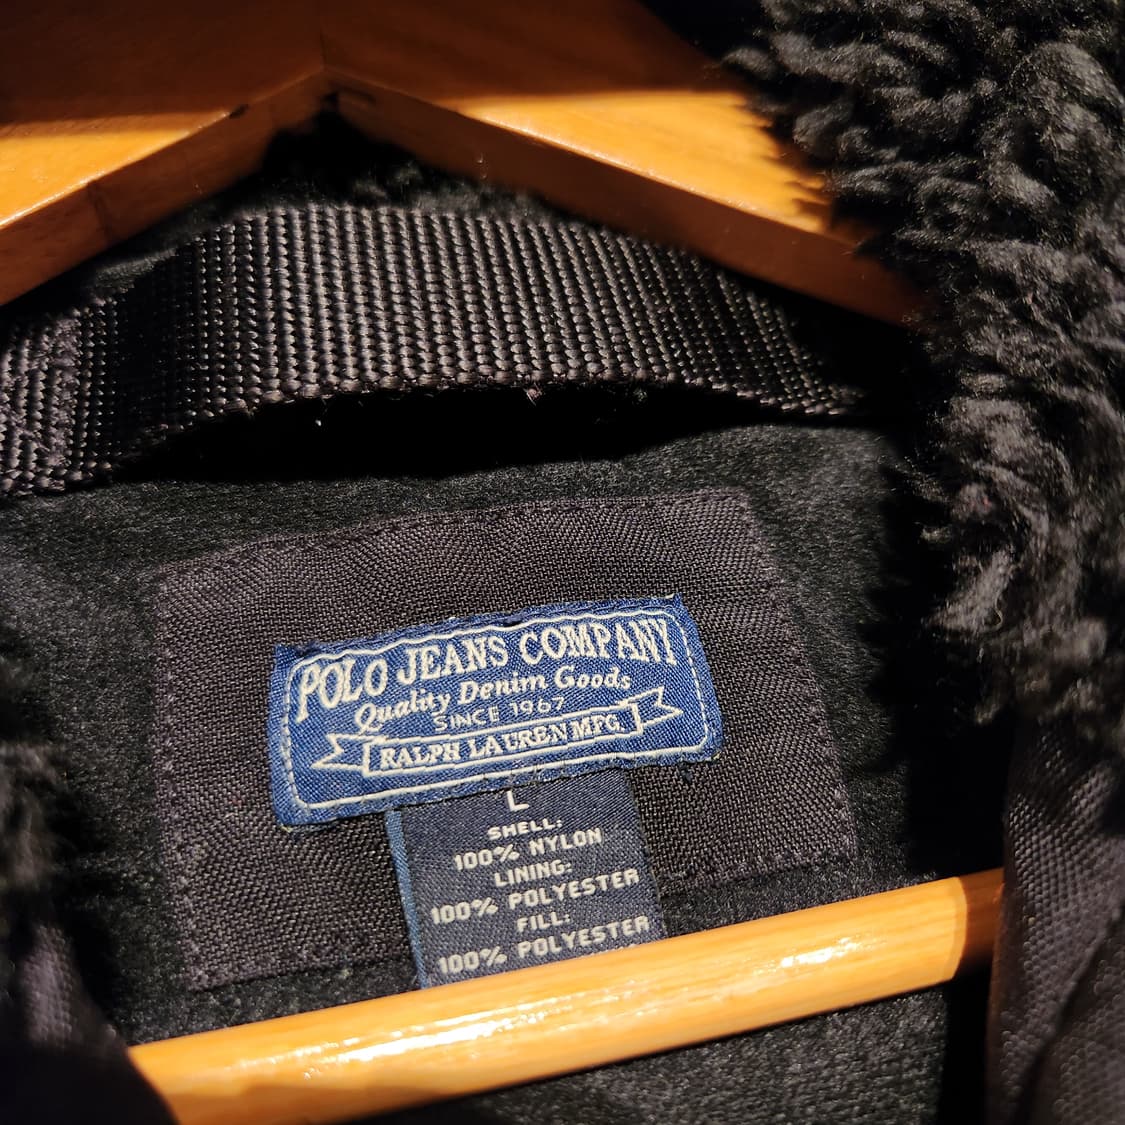 POLO JEANS COMPANY
Quality Denim Goods
SINCE 1967
RALPH LAUREN MFG.
L
SHELL:
100% NYLON
LINING:
100% POLYESTER
FILL:
100% POLYESTER